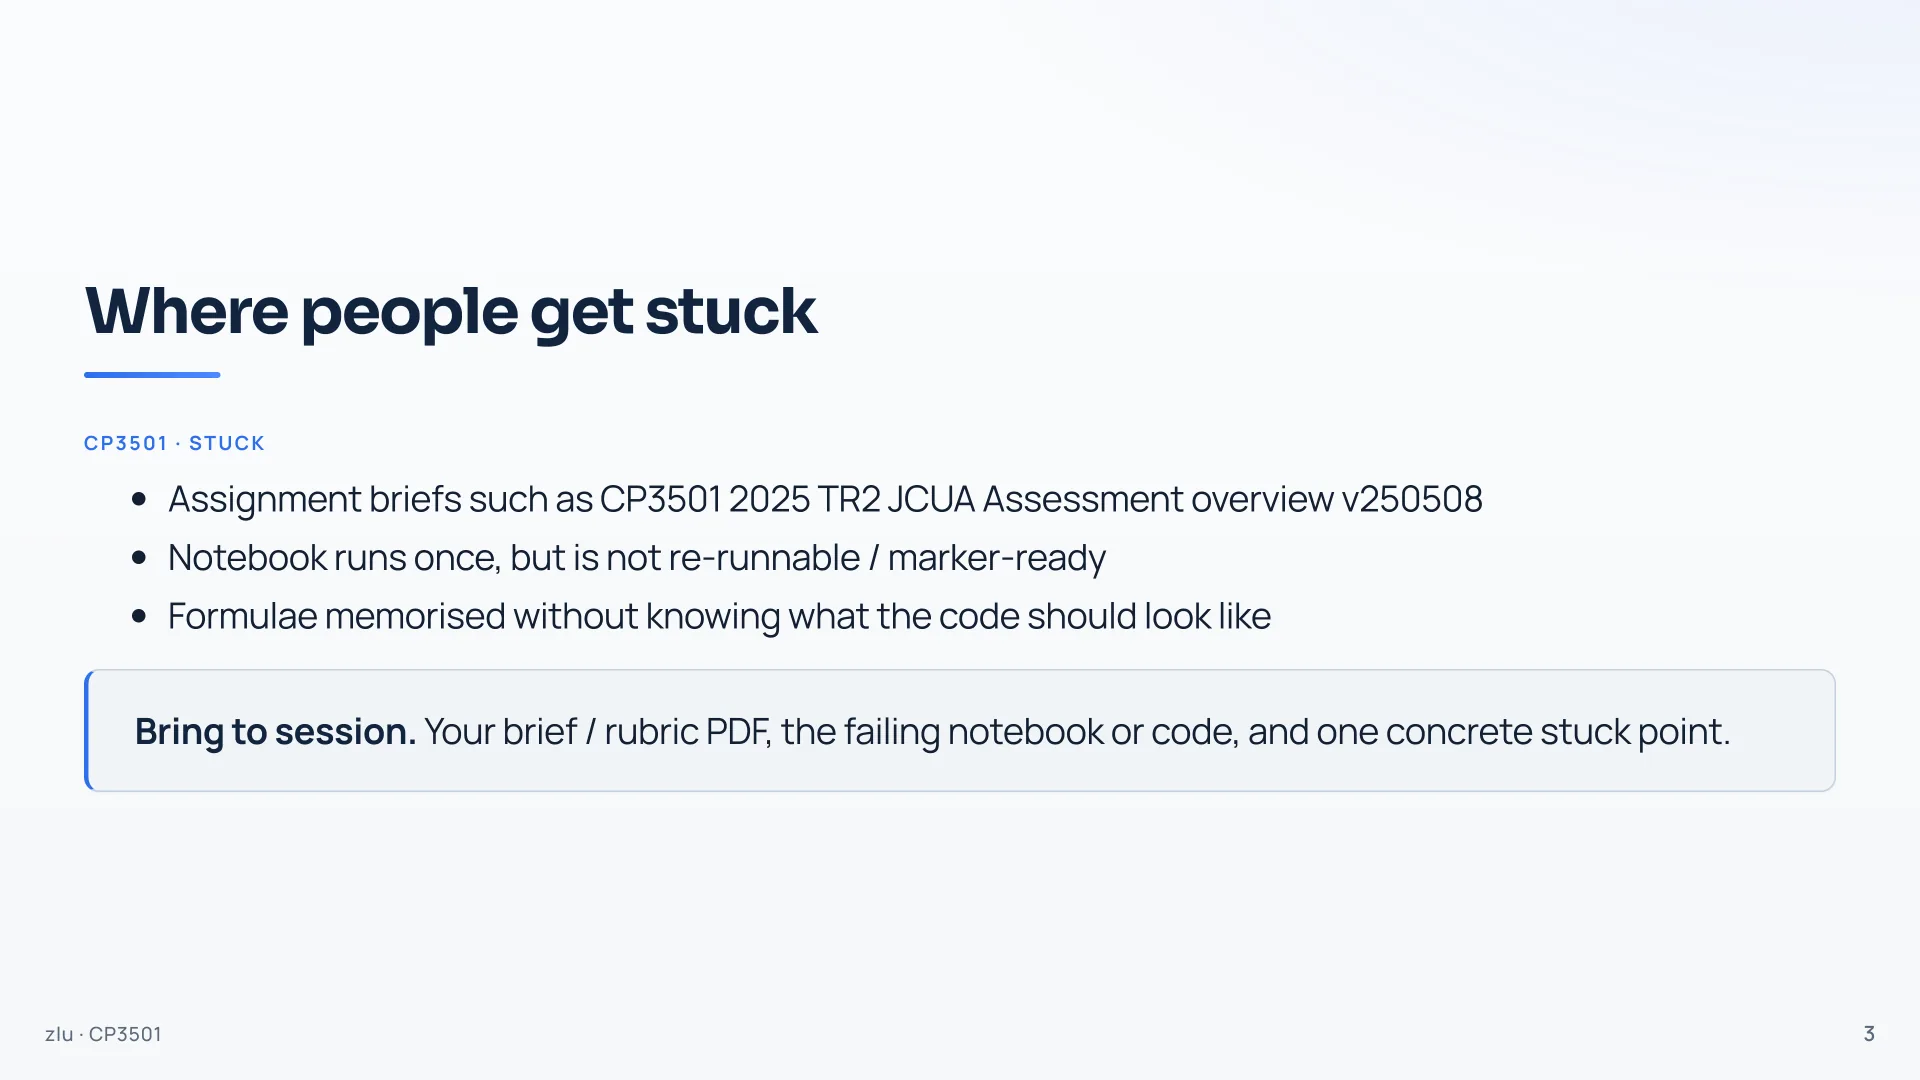 Where people get stuck
CP3501 · STUCK
• Assignment briefs such as CP3501 2025 TR2 JCUA Assessment overview v250508
• Notebook runs once, but is not re-runnable / marker-ready
• Formulae memorised without knowing what the code should look like
Bring to session. Your brief / rubric PDF, the failing notebook or code, and one concrete stuck point.
zlu · CP3501
3